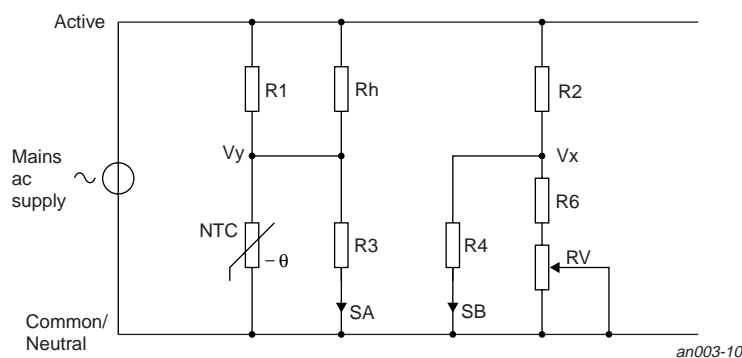 Active
R1
Rh
R2
Vy
Vx
Mains
ac
supply
R6
NTC
R3
R4
RV
– θ
SA
SB
Common/
Neutral
an003-10